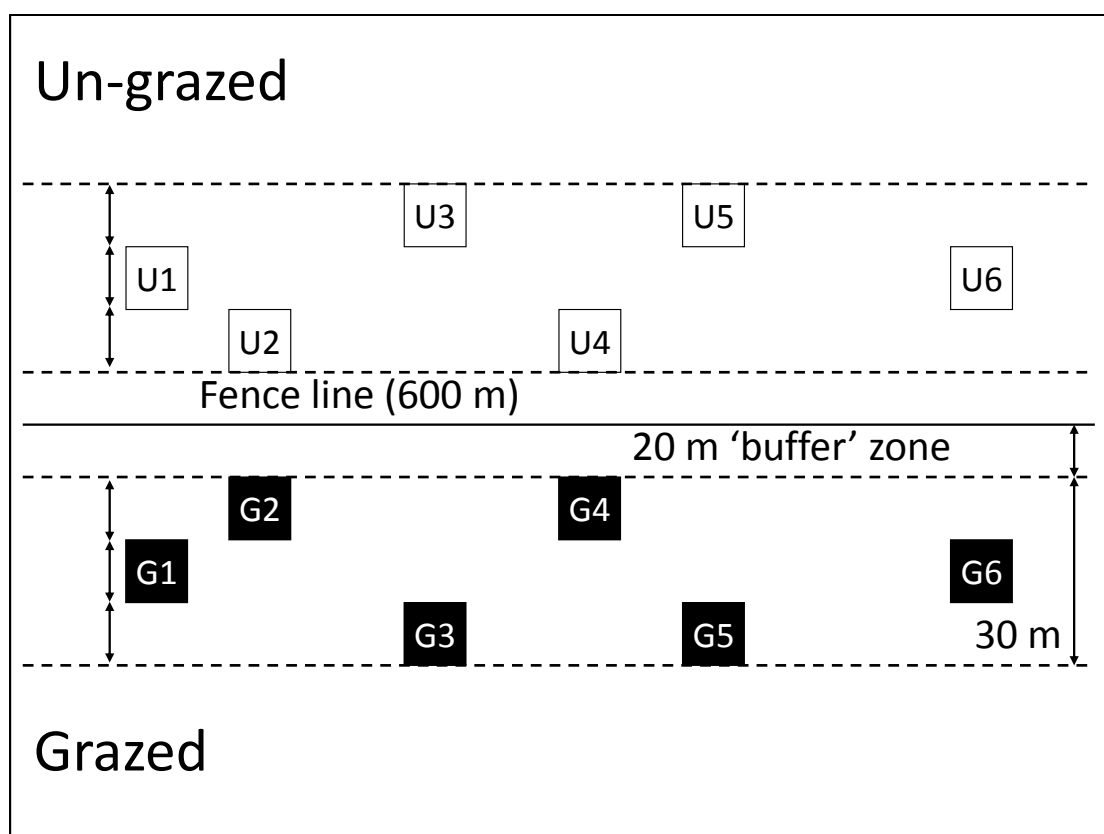 Un-grazed
U3
U5
U1
U6
U2
U4
Fence line (600 m)
20 m ‘buffer’ zone
G2
G4
G1
G6
G3
G5
30 m
Grazed